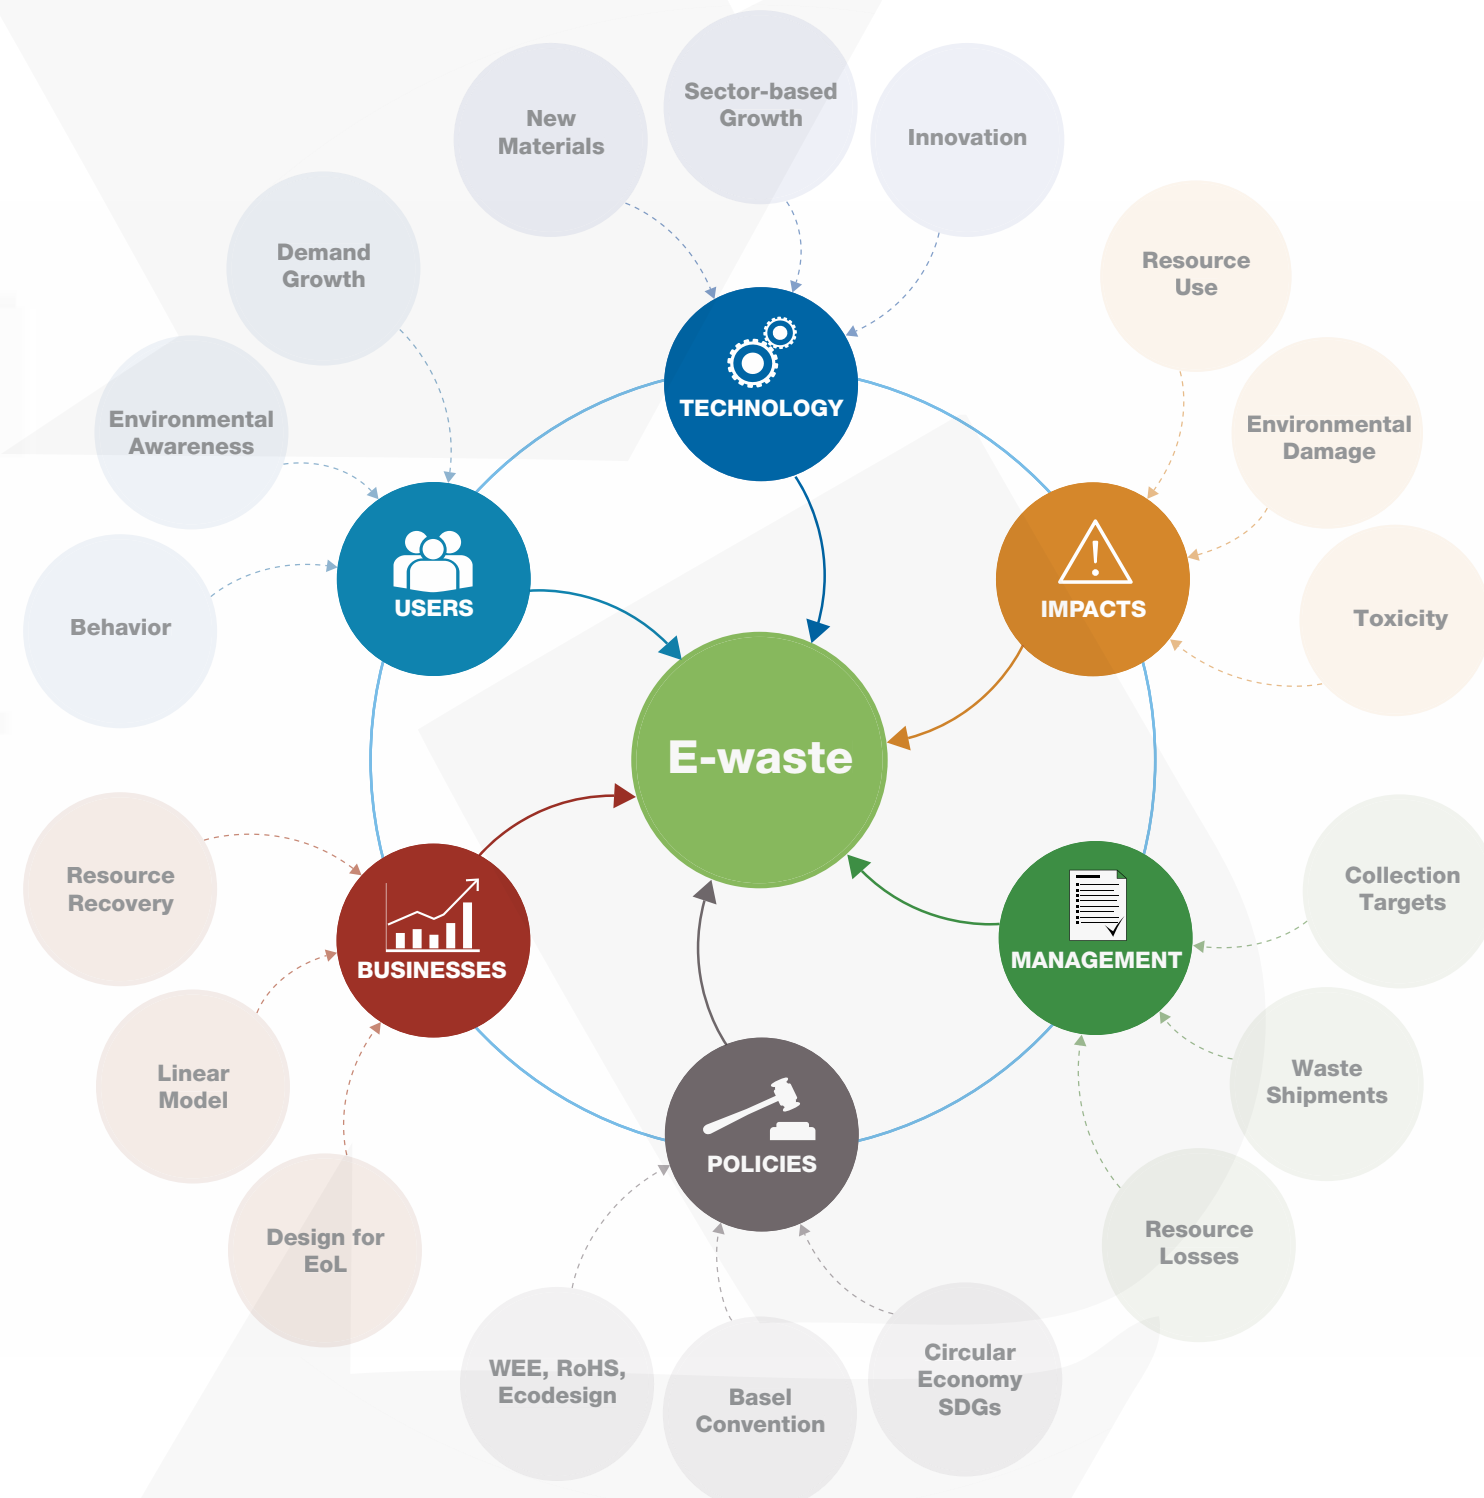 Sector-based
Growth
New
Materials
Innovation
Demand
Growth
Resource
Use
Environmental
Awareness
TECHNOLOGY
Environmental
Damage
Behavior
USERS
IMPACTS
Toxicity
E-waste
Resource
Recovery
BUSINESSES
MANAGEMENT
Collection
Targets
Linear
Model
POLICIES
Waste
Shipments
Design for
EoL
Resource
Losses
WEE, RoHS,
Ecodesign
Basel
Convention
Circular
Economy
SDGs